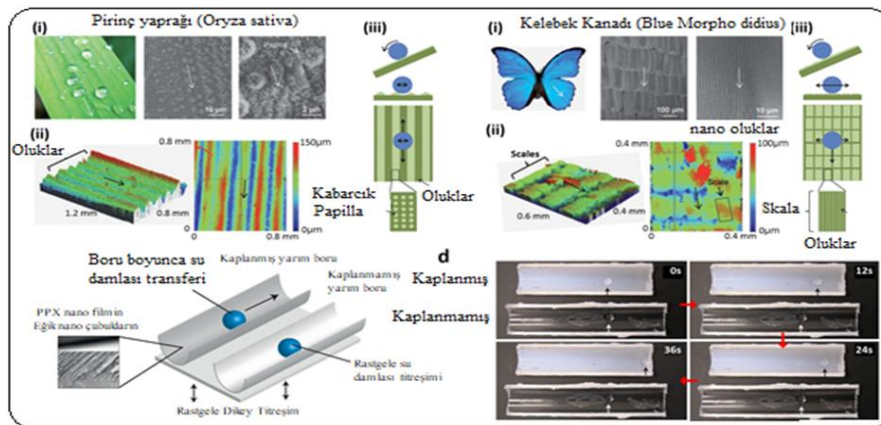 Pirinç yaprağı (Oryza sativa)
(i)
10 µm
2 µm
(iii)
(ii)
Oluklar
0.8 mm
1.2 mm
0.8 mm
150µm
0µm
0
0.8 mm
Kabarcık
Papilla
Oluklar
Kelebek Kanadı (Blue Morpho didius)
(i)
100 µm
10 µm
(iii)
nano oluklar
(ii)
Scales
0.4 mm
0.6 mm
0.4 mm
Scale
100µm
0µm
0
0.4 mm
Skala
Oluklar
Boru boyunca su
damlası transferi
Kaplanmış yarım boru
Kaplanmamış
yarım boru
PPX nano filmin
Eğik nano çubukların
Rastgele su
damlası titreşimi
Rastgele Dikey Titreşim
d
Kaplanmış
Kaplanmamış
0s
12s
36s
24s